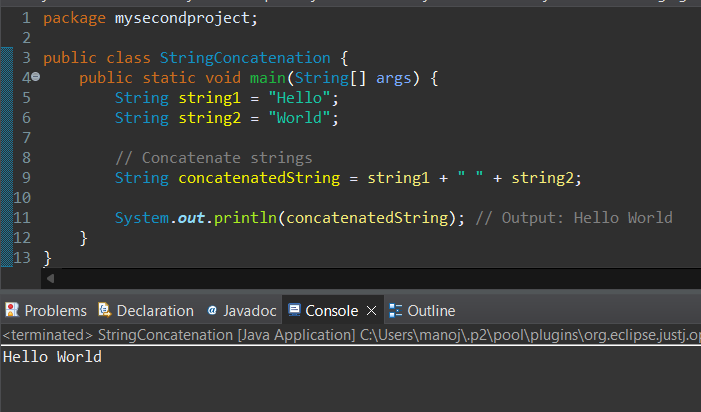 1 package mysecondproject;
2
3 public class StringConcatenation {
4     public static void main(String[] args) {
5         String string1 = "Hello";
6         String string2 = "World";
7
8         // Concatenate strings
9         String concatenatedString = string1 + " " + string2;
10
11         System.out.println(concatenatedString); // Output: Hello World
12     }
13 }
Problems Declaration Javadoc Console Outline
<terminated> StringConcatenation [Java Application] C:\Users\manoj\.p2\pool\plugins\org.eclipse.justj.op
Hello World